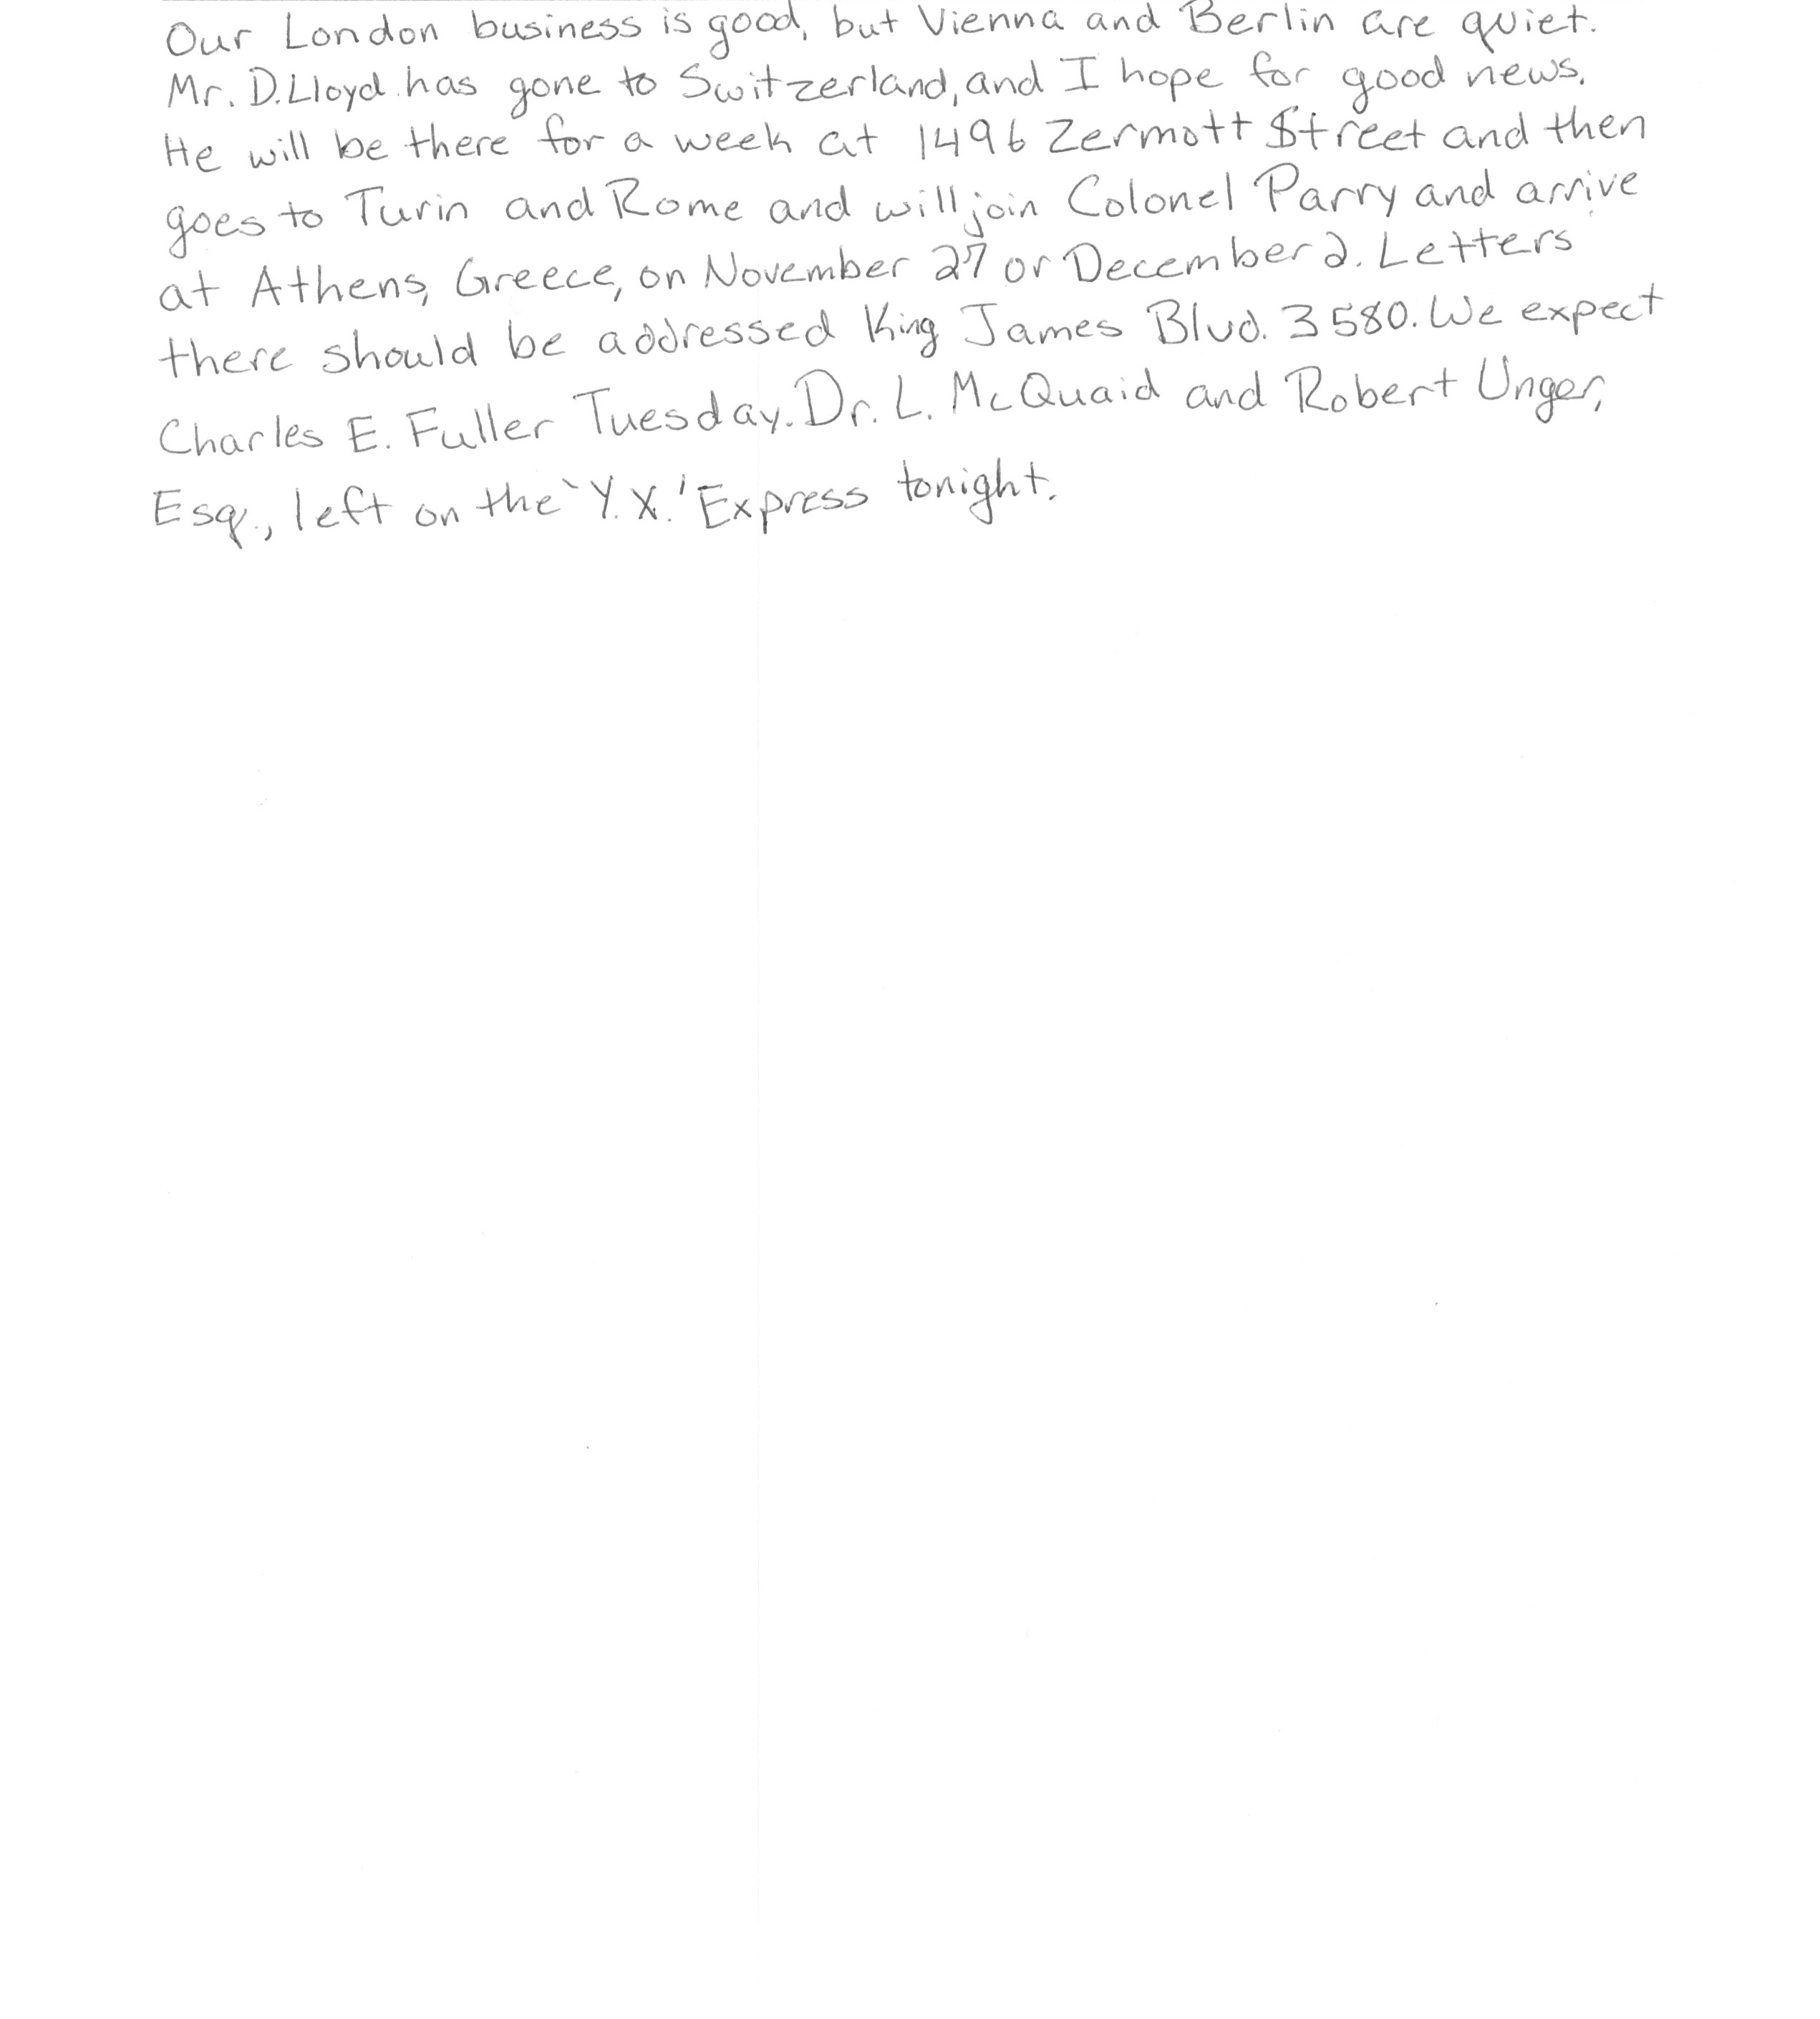 Our London business is good, but Vienna and Berlin are quiet.
Mr. D. Lloyd has gone to Switzerland, and I hope for good news.
He will be there for a week at 1496 Zermott Street and then
goes to Turin and Rome and will join Colonel Parry and arrive
at Athens, Greece, on November 27 or December 2. Letters
there should be addressed King James Blvd. 3580. We expect
Charles E. Fuller Tuesday. Dr. L. McQuaid and Robert Unger,
Esq., left on the 'Y.X.' Express tonight.